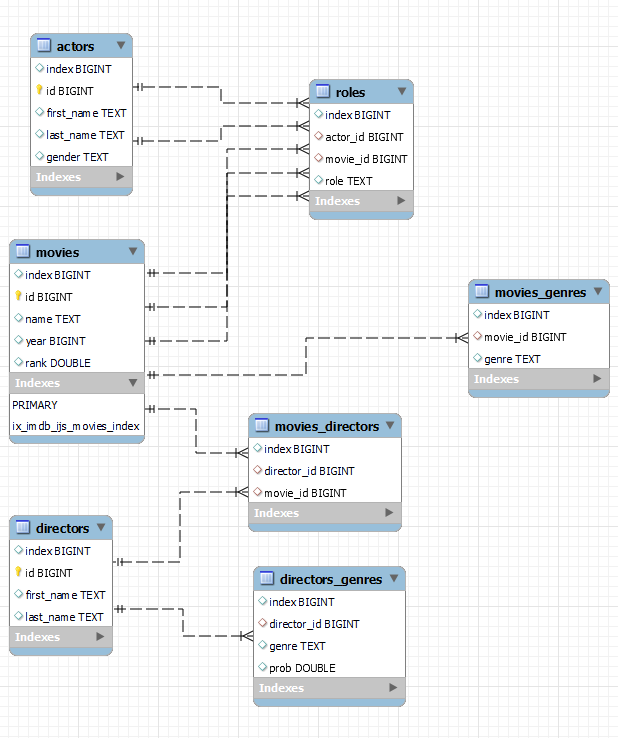 actors
index BIGINT
id BIGINT
first_name TEXT
last_name TEXT
gender TEXT
Indexes
roles
index BIGINT
actor_id BIGINT
movie_id BIGINT
role TEXT
Indexes
movies
index BIGINT
id BIGINT
name TEXT
year BIGINT
rank DOUBLE
Indexes
PRIMARY
ix_imdb_ijs_movies_index
movies_genres
index BIGINT
movie_id BIGINT
genre TEXT
Indexes
movies_directors
index BIGINT
director_id BIGINT
movie_id BIGINT
Indexes
directors
index BIGINT
id BIGINT
first_name TEXT
last_name TEXT
Indexes
directors_genres
index BIGINT
director_id BIGINT
genre TEXT
prob DOUBLE
Indexes